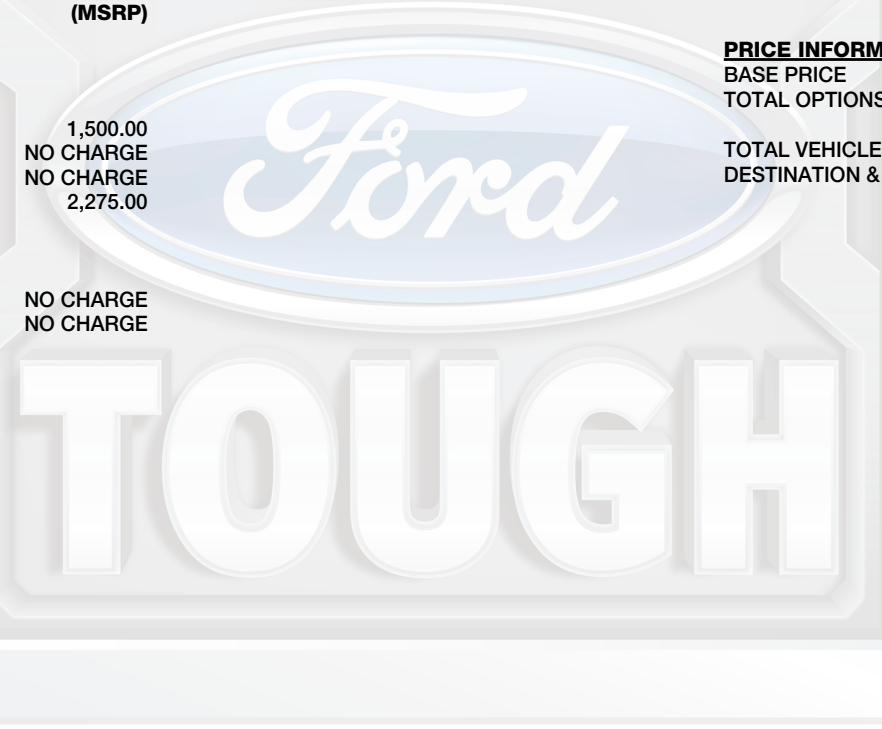 (MSRP)
1,500.00
NO CHARGE
NO CHARGE
2,275.00
NO CHARGE
NO CHARGE
PRICE INFORM
BASE PRICE
TOTAL OPTIONS
TOTAL VEHICLE
DESTINATION &
Ford
TOUGH